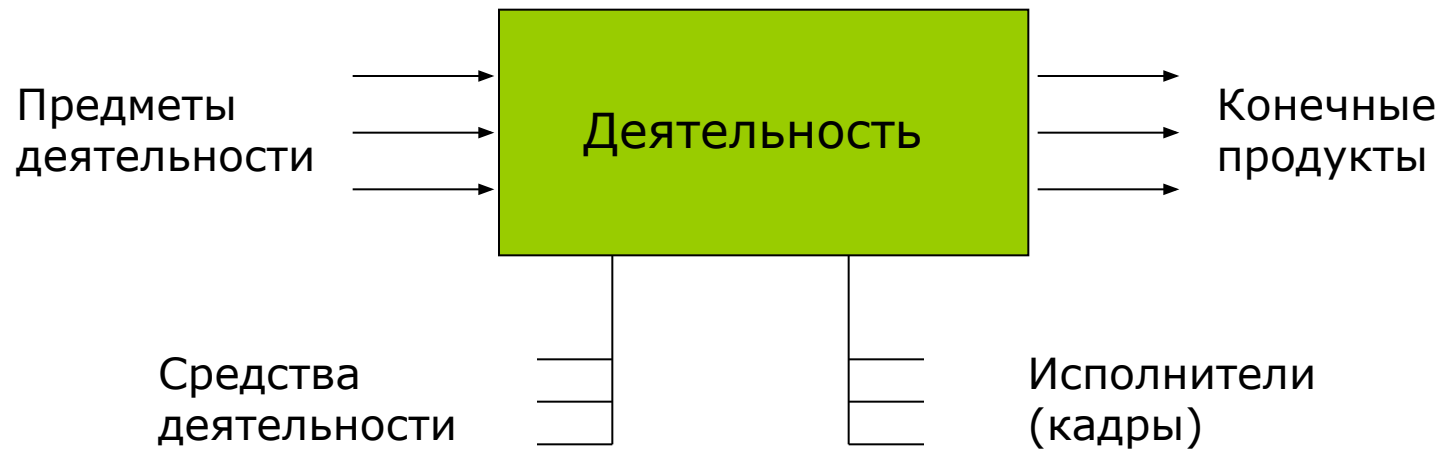 Предметы
деятельности
Деятельность
Конечные
продукты
Средства
деятельности
Исполнители
(кадры)